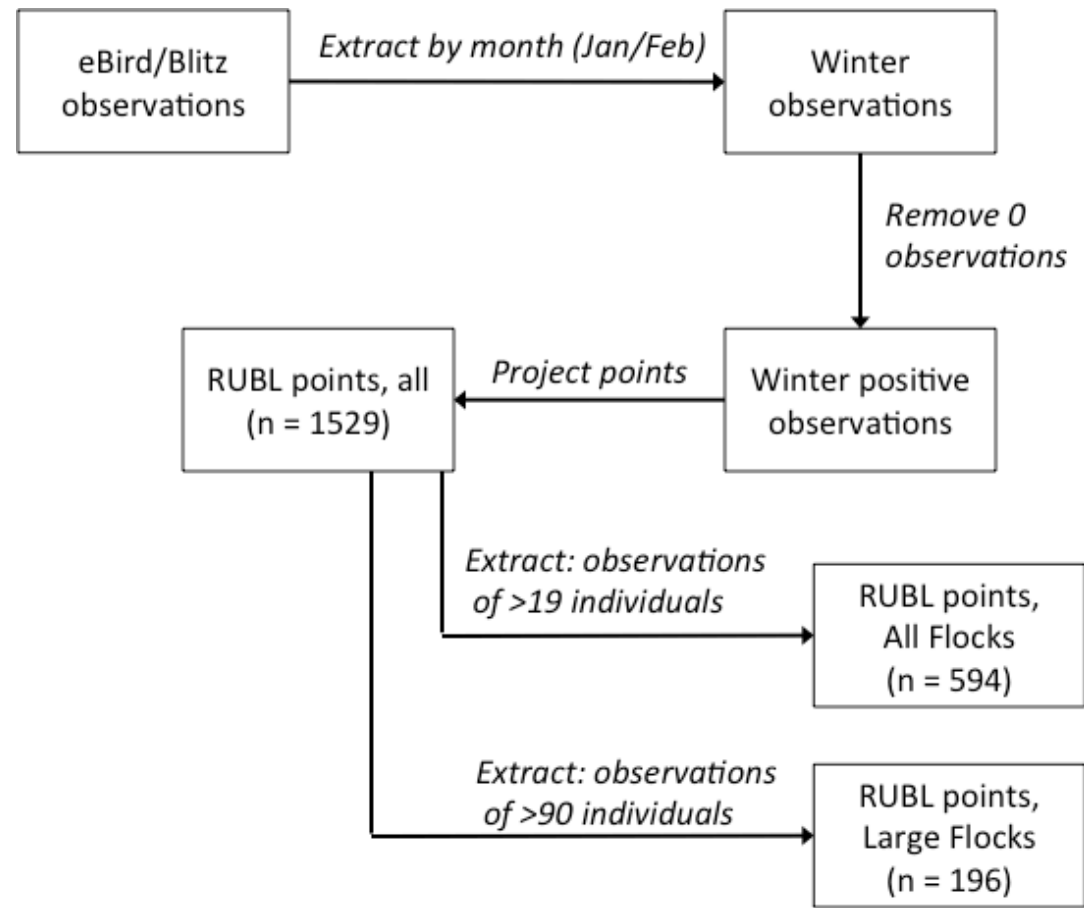 eBird/Blitz
observations
Extract by month (Jan/Feb)
Winter
observations
Remove 0
observations
Winter positive
observations
Project points
RUBL points, all
(n = 1529)
Extract: observations
of >19 individuals
RUBL points,
All Flocks
(n = 594)
Extract: observations
of >90 individuals
RUBL points,
Large Flocks
(n = 196)